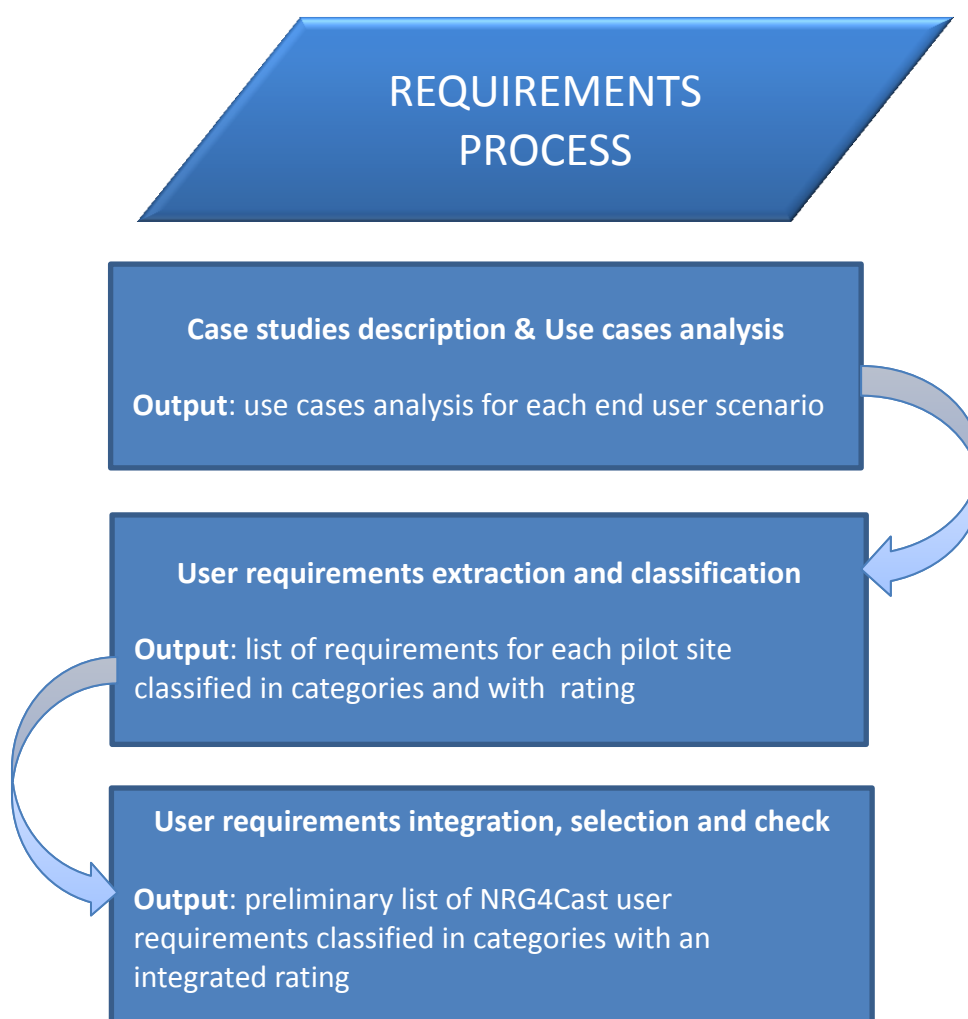 REQUIREMENTS
PROCESS
Case studies description & Use cases analysis
Output: use cases analysis for each end user scenario
User requirements extraction and classification
Output: list of requirements for each pilot site
classified in categories and with  rating
User requirements integration, selection and check
Output: preliminary list of NRG4Cast user
requirements classified in categories with an
integrated rating